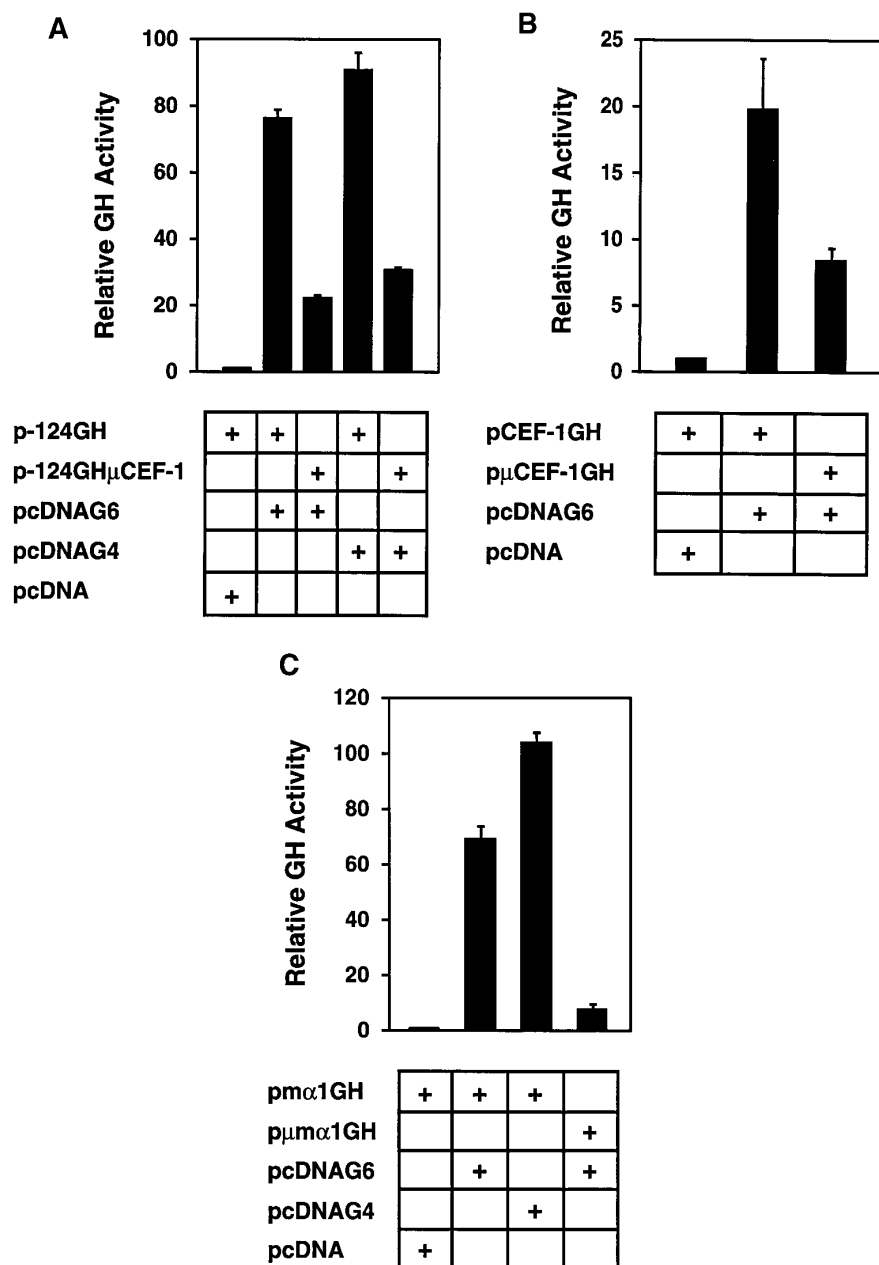 A
Relative GH Activity
100
80
60
40
20
0
p-124GH + + +
p-124GHμCEF-1 + +
pcDNAG6 + +
pcDNAG4 + +
pcDNA +
B
Relative GH Activity
25
20
15
10
5
0
pCEF-1GH + +
pμCEF-1GH +
pcDNAG6 + +
pcDNA +
C
Relative GH Activity
120
100
80
60
40
20
0
pmα1GH + + +
pμmα1GH +
pcDNAG6 + +
pcDNAG4 +
pcDNA +